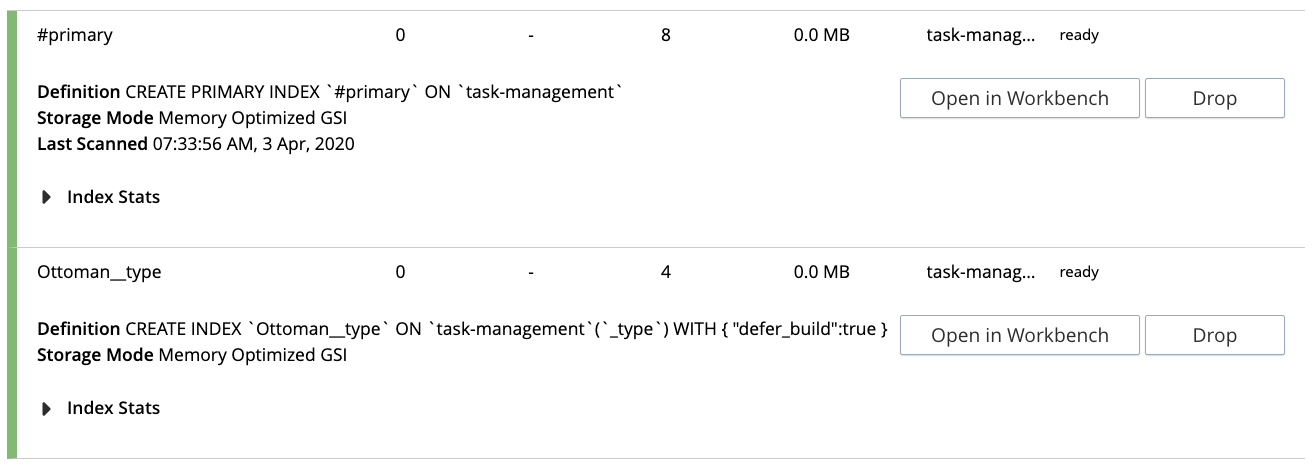 #primary 0 - 8 0.0 MB task-manag... ready
Definition CREATE PRIMARY INDEX `#primary` ON `task-management` Open in Workbench Drop
Storage Mode Memory Optimized GSI
Last Scanned 07:33:56 AM, 3 Apr, 2020
Index Stats
Ottoman__type 0 - 4 0.0 MB task-manag... ready
Definition CREATE INDEX `Ottoman__type` ON `task-management`(`_type`) WITH { "defer_build":true } Open in Workbench Drop
Storage Mode Memory Optimized GSI
Index Stats